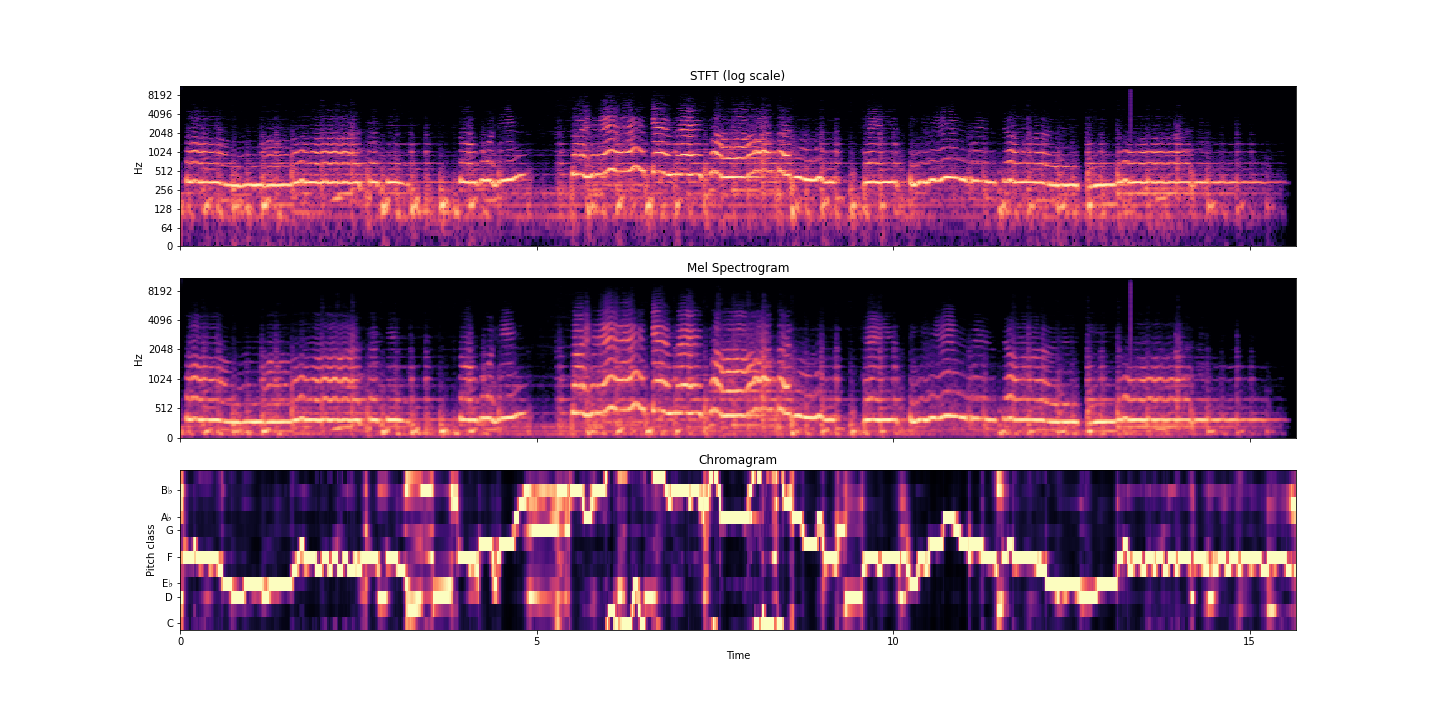 STFT (log scale)
8192
4096
2048
1024
512
256
128
64
0
Hz
Mel Spectrogram
8192
4096
2048
1024
512
0
Hz
Chromagram
B♭
A♭
G
F
E♭
D
C
Pitch class
0
5
10
15
Time